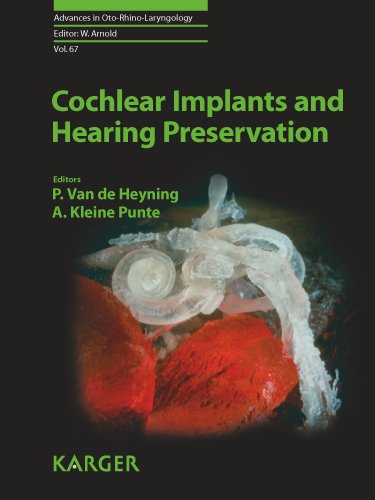 Advances in Oto-Rhino-Laryngology
Editor: W. Arnold
Vol. 67
Cochlear Implants and
Hearing Preservation
Editors
P. Van de Heyning
A. Kleine Punte
KARGER